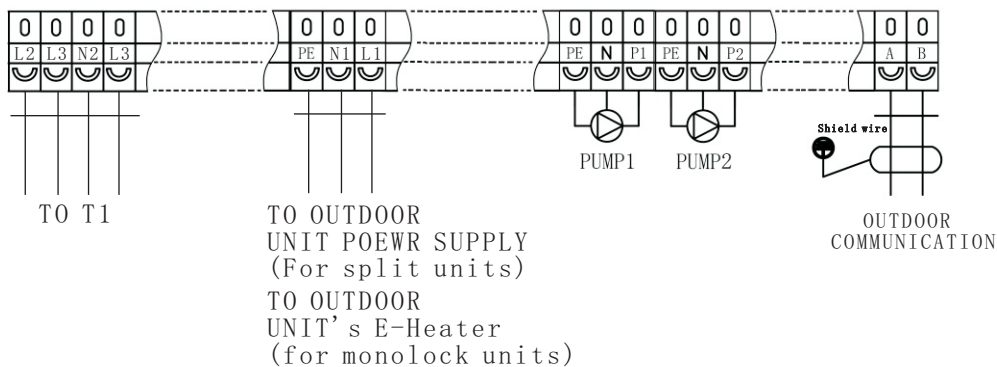 0 0 0 0 0 0 0 0 0 0 0 0 0 0 0
L2 L3 N2 L3 PE N1 L1 PE N P1 PE N P2 A B
Shield wire
PUMP1 PUMP2
TO T1
TO OUTDOOR
UNIT POEWR SUPPLY
(For split units)
TO OUTDOOR
UNIT's E-Heater
(for monolock units)
OUTDOOR
COMMUNICATION